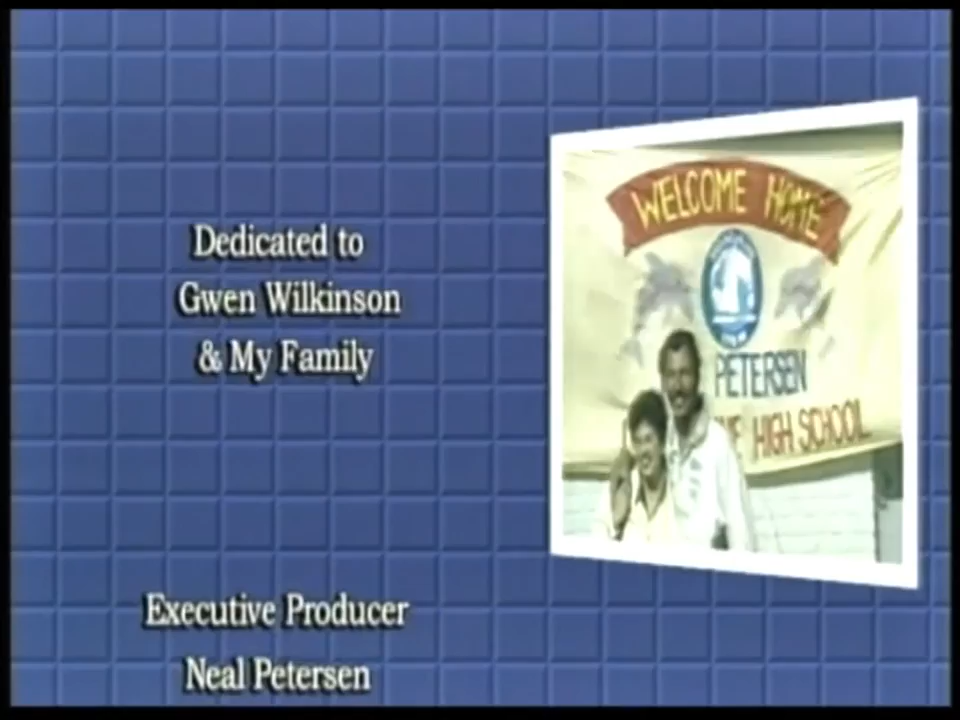 Dedicated to
Gwen Wilkinson
& My Family
WELCOME HOME
PETERSEN
HIGH SCHOOL
Executive Producer
Neal Petersen